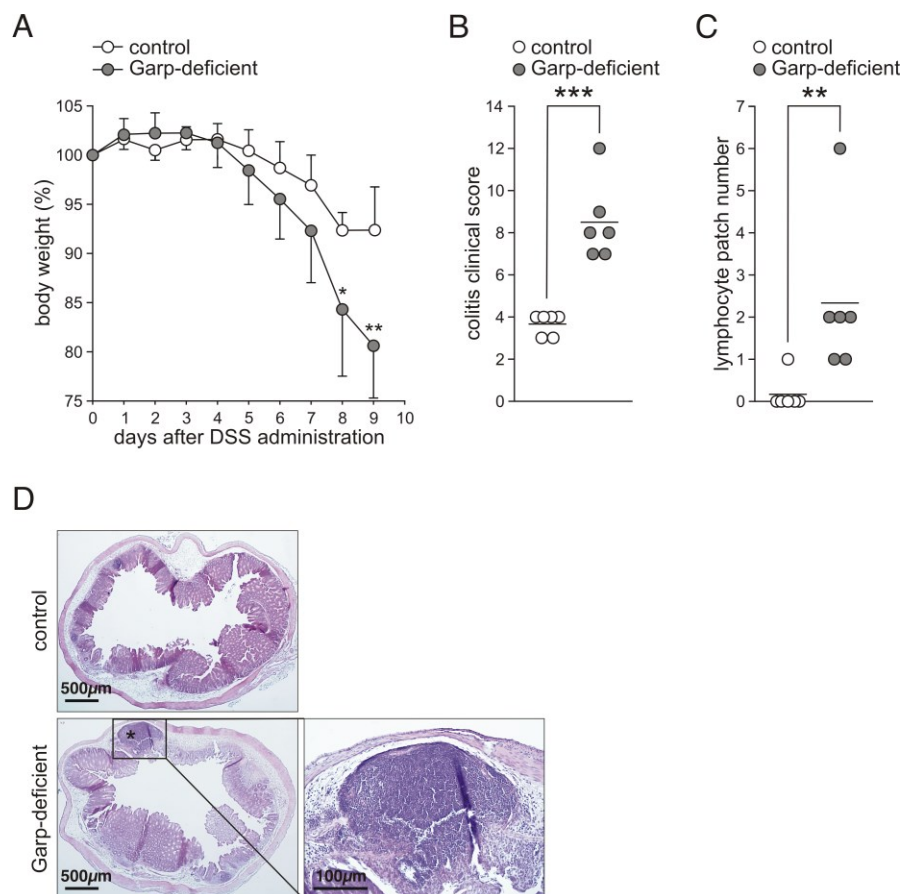 A
control
Garp-deficient
105
100
95
90
85
80
75
body weight (%)
*
**
0 1 2 3 4 5 6 7 8 9 10
days after DSS administration
B
control
Garp-deficient
***
14
12
10
8
6
4
2
0
colitis clinical score
C
control
Garp-deficient
**
7
6
5
4
3
2
1
0
lymphocyte patch number
D
control
500µm
Garp-deficient
*
500µm
100µm